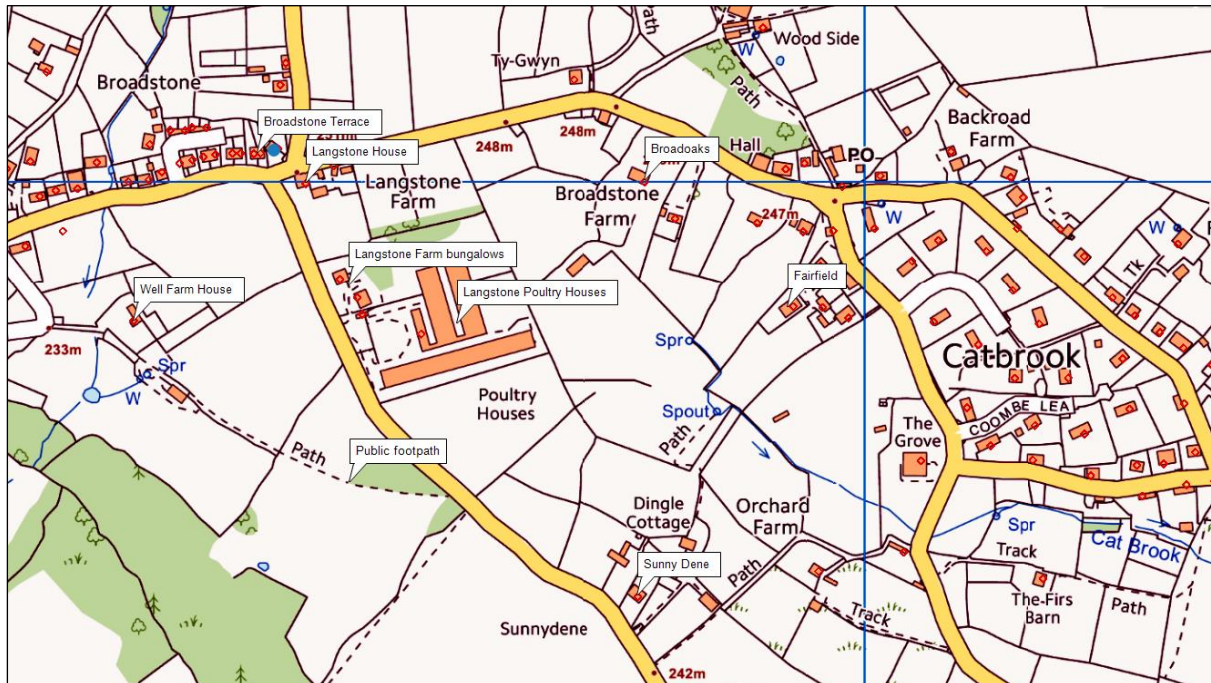 Path
Path
Wood Side
W
Ty-Gwyn
Broadstone
Path
Backroad
Farm
Broadstone Terrace
248m
248m
Hall
PO
Langstone House
Broadoaks
Langstone
Farm
Broadstone
Farm
247m
W
W
Langstone Farm bungalows
Tk
Well Farm House
Langstone Poultry Houses
Fairfield
233m
Spr
Spr
Catbrook
W
Poultry
Houses
Spout
COOMBE LEA
The
Grove
Path
Public footpath
Path
Dingle
Cottage
Orchard
Farm
Spr
Cat Brook
Track
Sunny Dene
Path
The-Firs
Barn
Path
Track
Sunnydene
242m